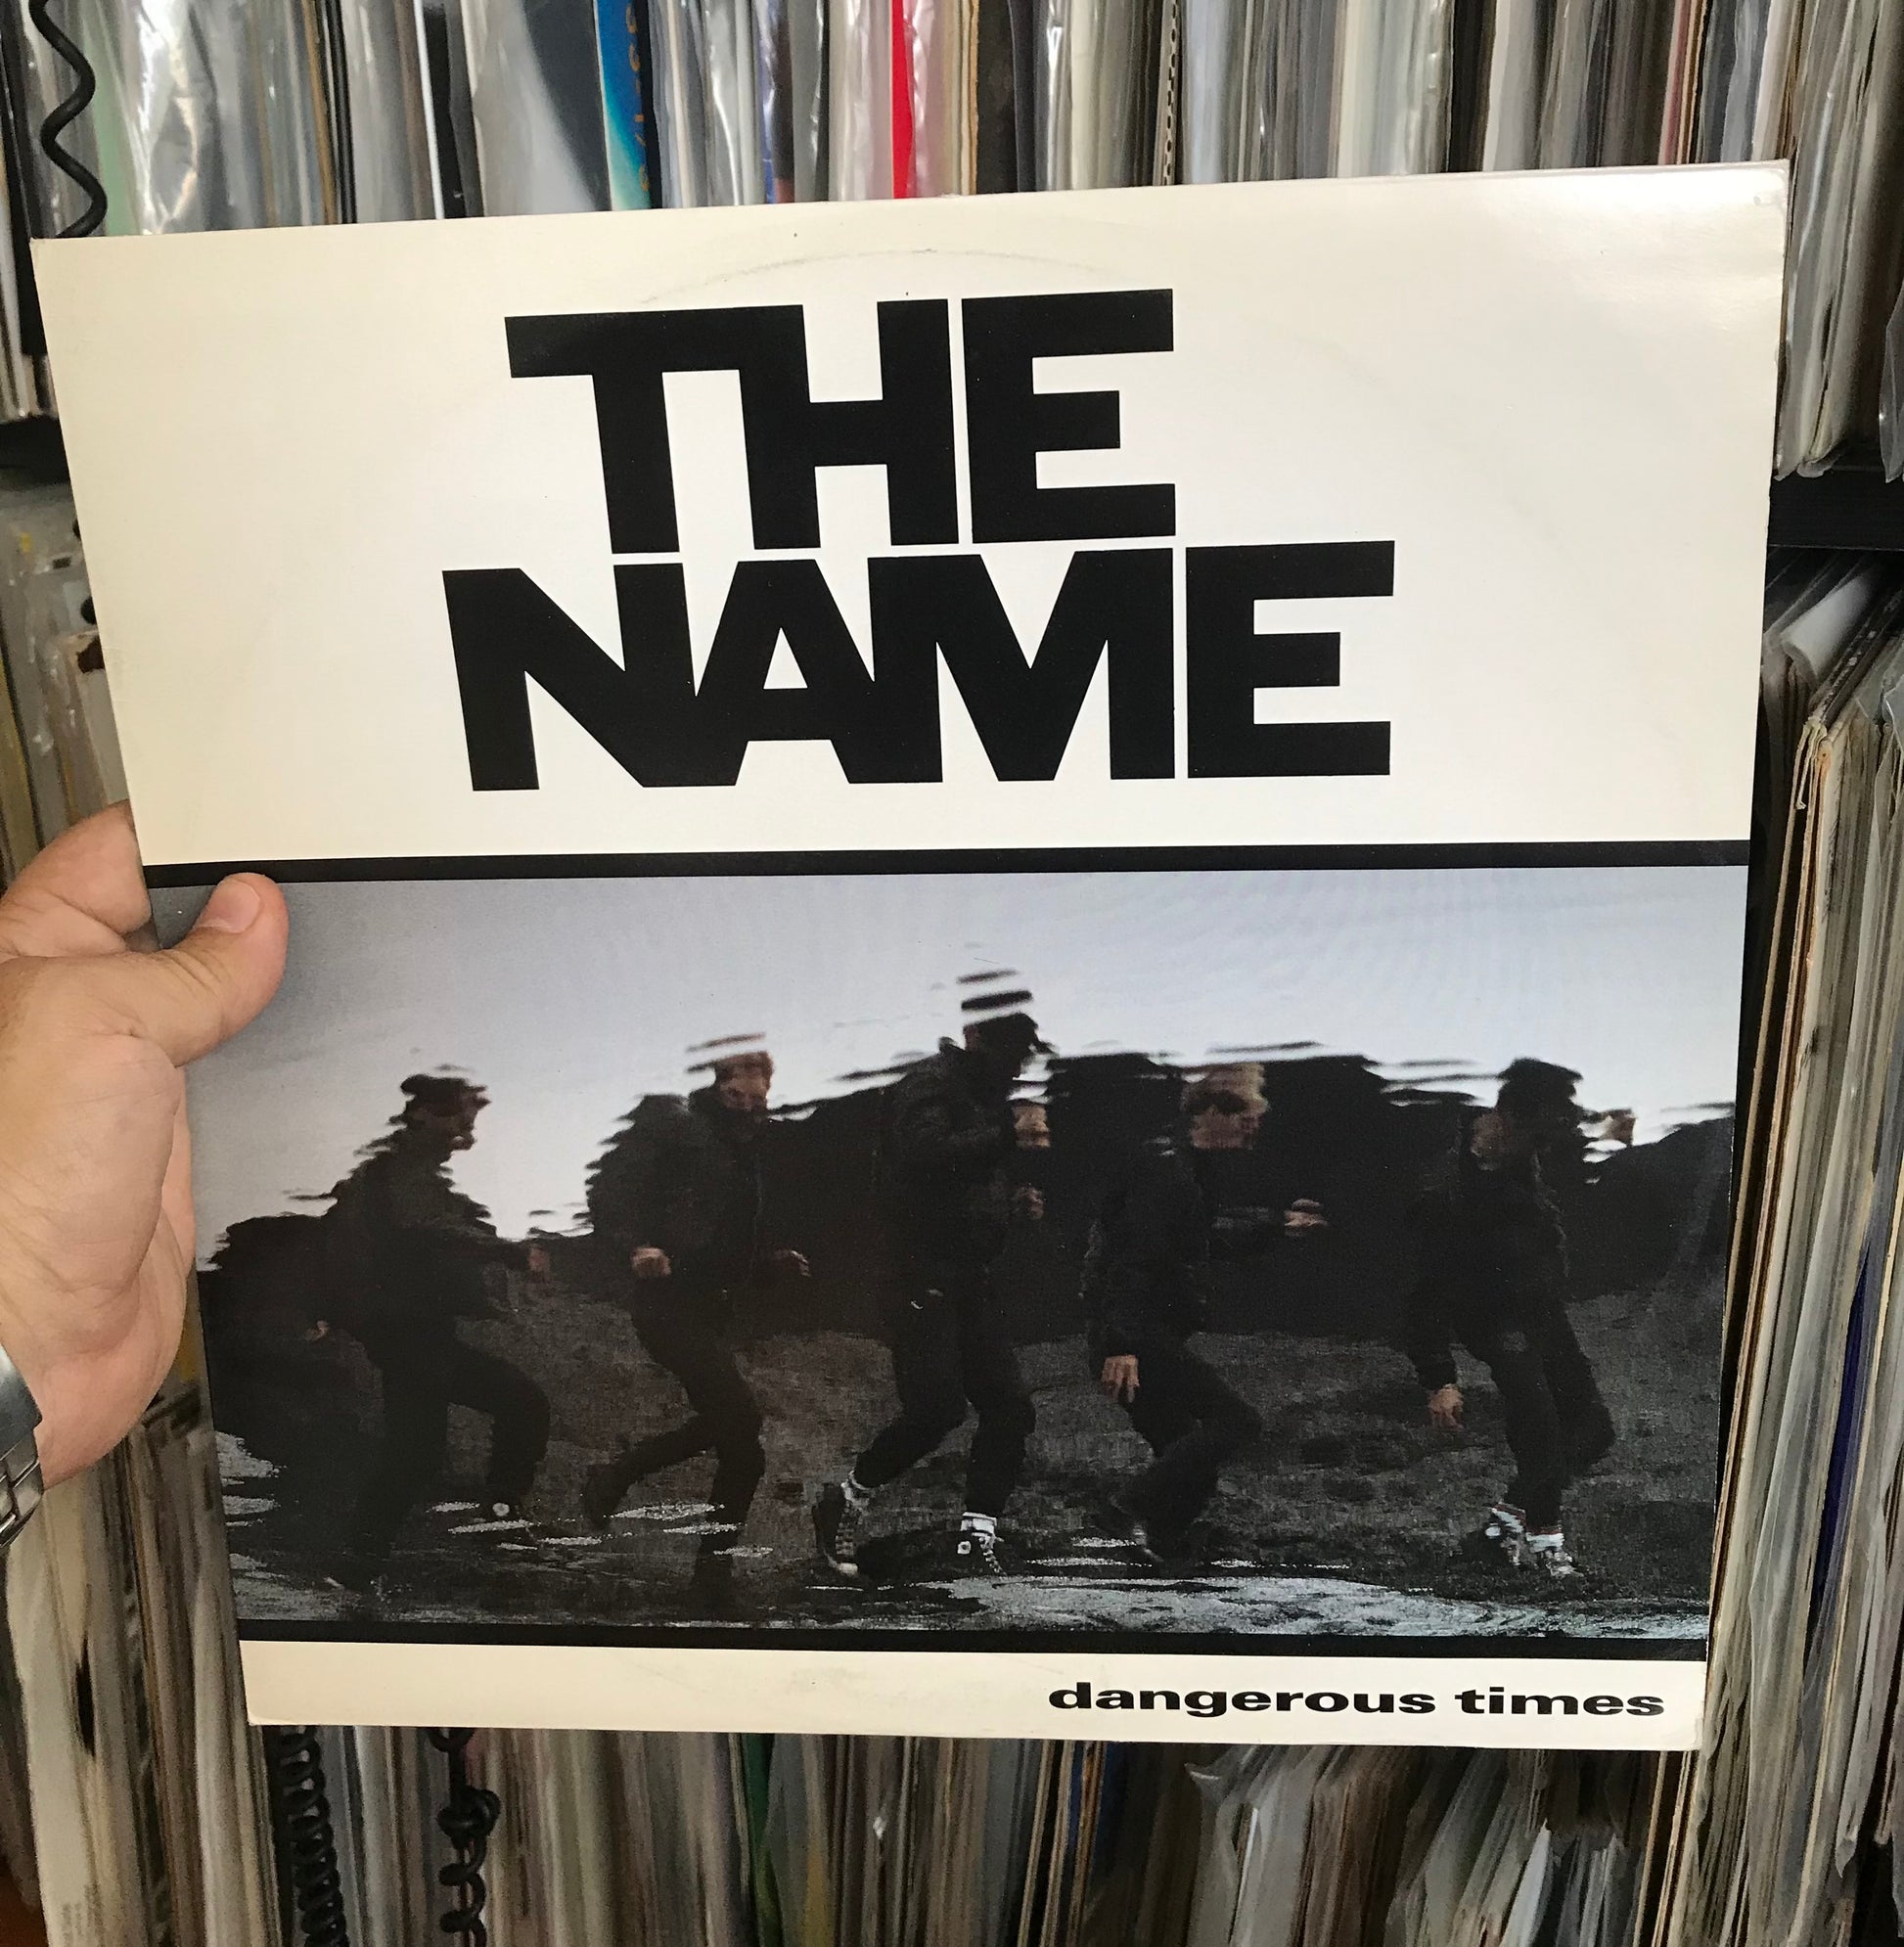 THE
NAME
dangerous times